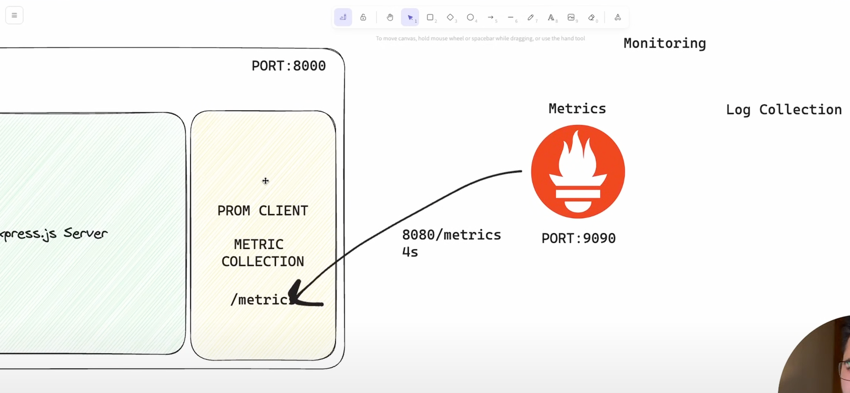 To move canvas, hold mouse wheel or spacebar while dragging, or use the hand tool
Monitoring
PORT:8000
Metrics
Log Collection
PROM CLIENT
xpress.js Server
8080/metrics
4s
PORT:9090
METRIC
COLLECTION
/metrics